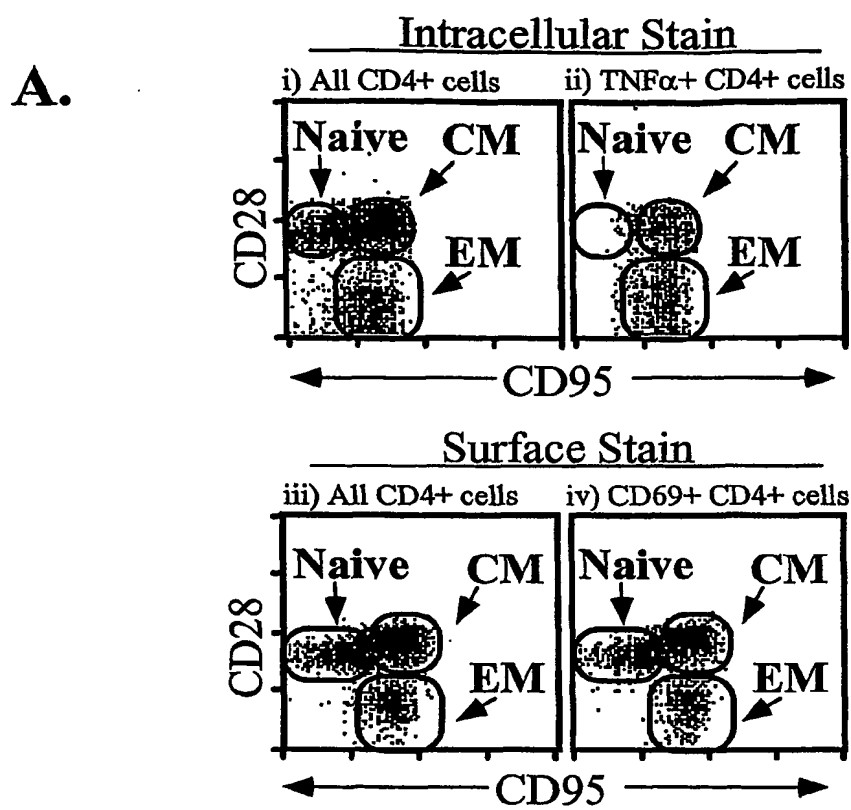 A.
Intracellular Stain
i) All CD4+ cells
ii) TNFα+ CD4+ cells
Naive
CM
EM
Naive
CM
EM
CD28
CD95
Surface Stain
iii) All CD4+ cells
iv) CD69+ CD4+ cells
Naive
CM
EM
Naive
CM
EM
CD28
CD95